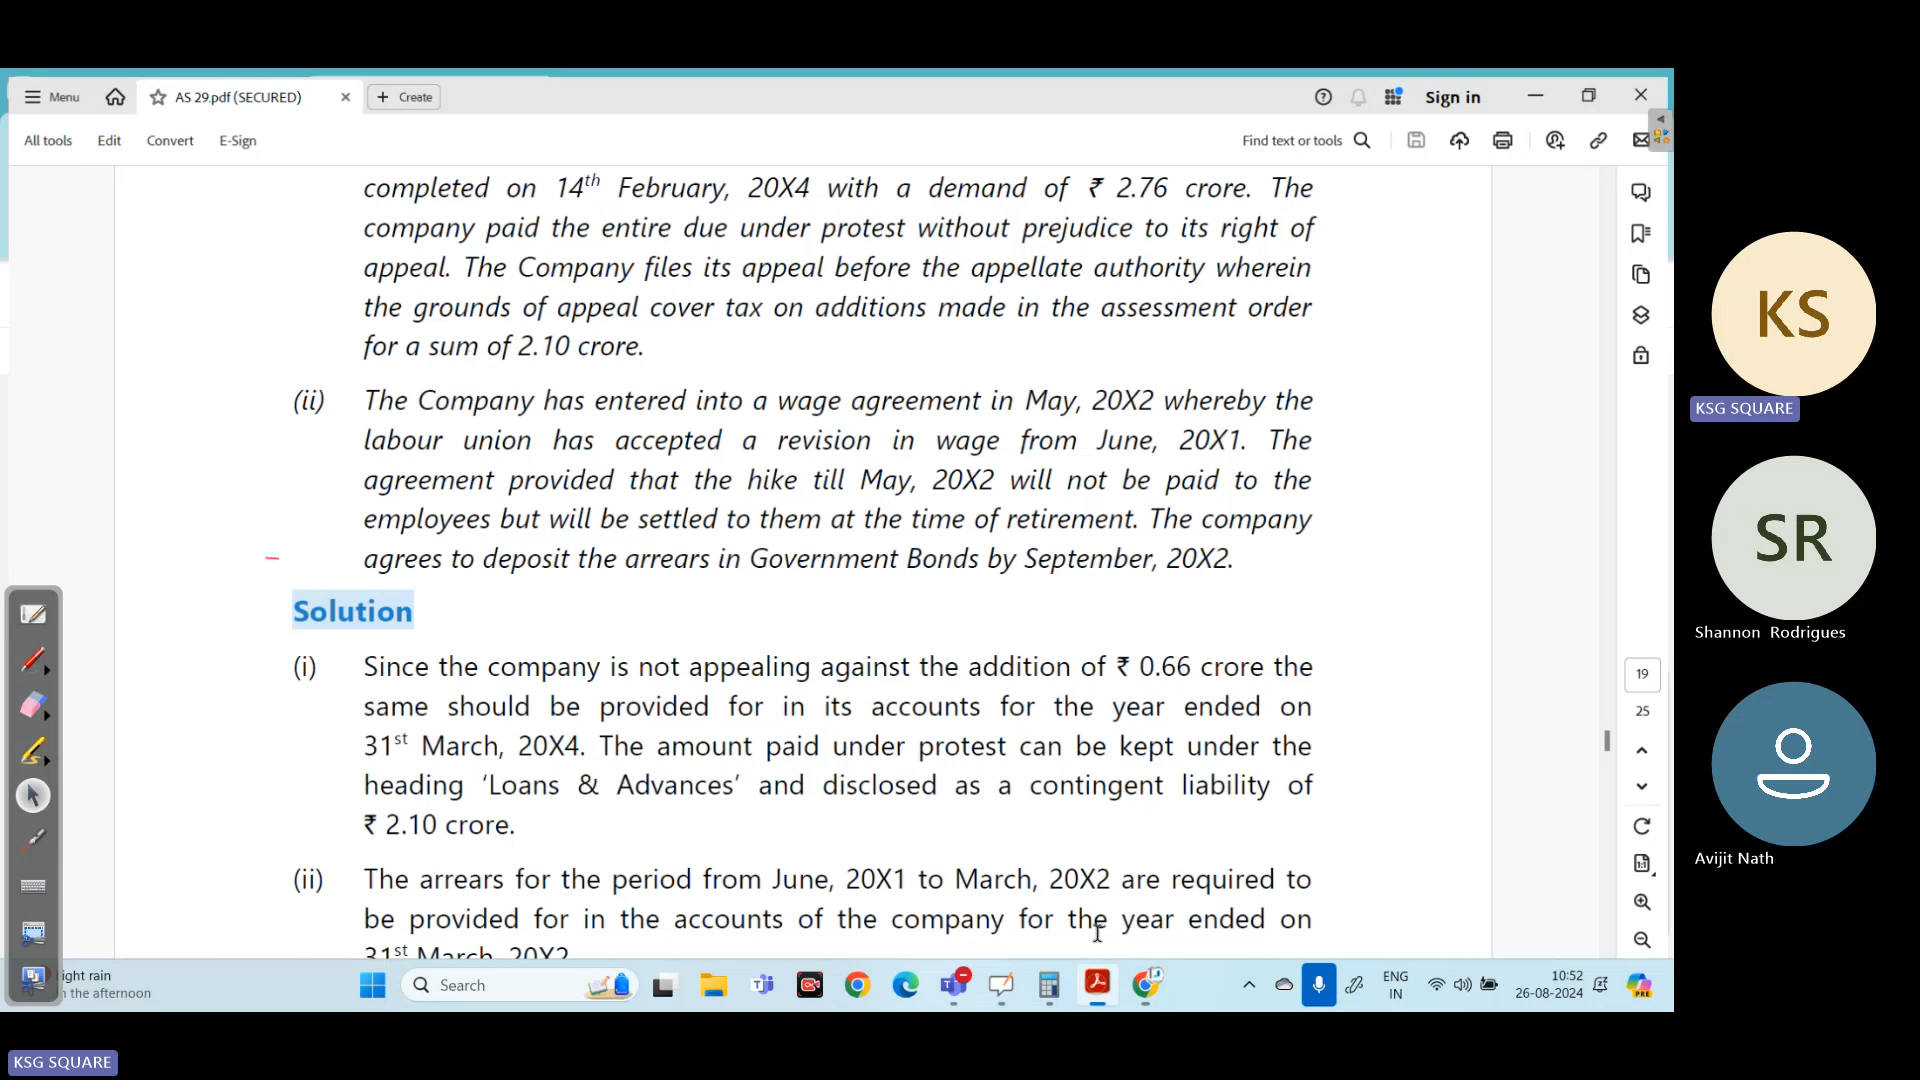 Menu
AS 29.pdf (SECURED)
Create
Sign in
All tools
Edit
Convert
E-Sign
Find text or tools
completed on 14th February, 20X4 with a demand of ₹ 2.76 crore. The
company paid the entire due under protest without prejudice to its right of
appeal. The Company files its appeal before the appellate authority wherein
the grounds of appeal cover tax on additions made in the assessment order
for a sum of 2.10 crore.
(ii) The Company has entered into a wage agreement in May, 20X2 whereby the
labour union has accepted a revision in wage from June, 20X1. The
agreement provided that the hike till May, 20X2 will not be paid to the
employees but will be settled to them at the time of retirement. The company
agrees to deposit the arrears in Government Bonds by September, 20X2.
Solution
(i) Since the company is not appealing against the addition of ₹ 0.66 crore the
same should be provided for in its accounts for the year ended on
31st March, 20X4. The amount paid under protest can be kept under the
heading ‘Loans & Advances’ and disclosed as a contingent liability of
₹ 2.10 crore.
(ii) The arrears for the period from June, 20X1 to March, 20X2 are required to
be provided for in the accounts of the company for the year ended on
31st March, 20X2
19
25
KS
KSG SQUARE
SR
Shannon Rodrigues
Avijit Nath
ight rain
n the afternoon
Search
ENG
IN
10:52
26-08-2024
PRE
KSG SQUARE